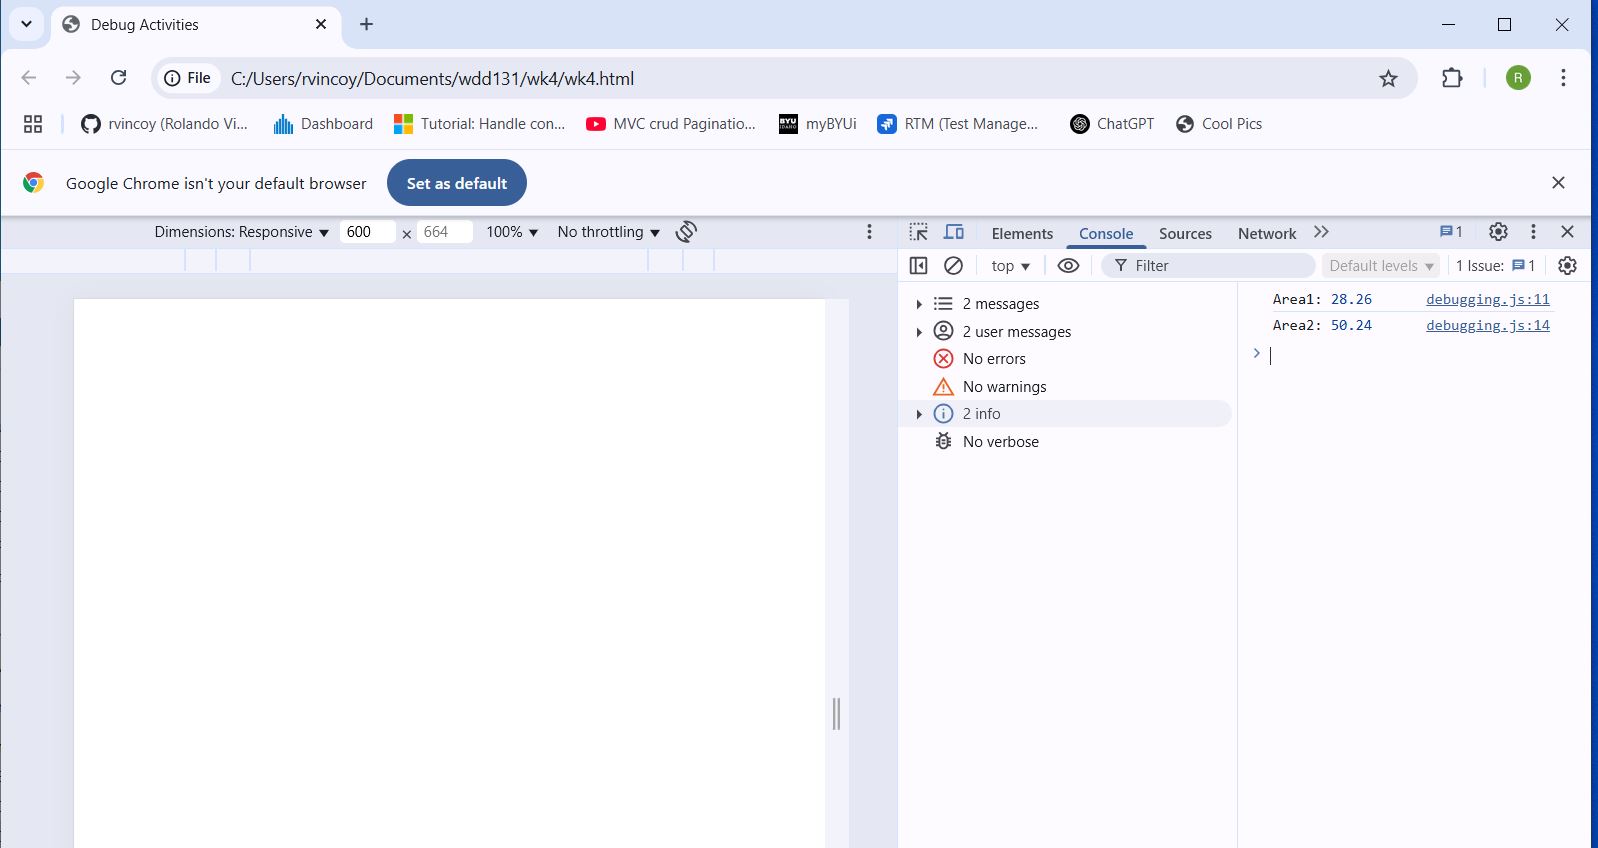 Debug Activities
File C:/Users/rvincoy/Documents/wdd131/wk4/wk4.html R
rvincoy (Rolando Vi... Dashboard Tutorial: Handle con... MVC crud Paginatio... BYU IDAHO myBYUi RTM (Test Manage... ChatGPT Cool Pics
Google Chrome isn't your default browser Set as default
Dimensions: Responsive 600 × 664 100% No throttling
Elements Console Sources Network 1
top Filter Default levels 1 Issue: 1
2 messages
2 user messages
No errors
No warnings
2 info
No verbose
Area1: 28.26 debugging.js:11
Area2: 50.24 debugging.js:14